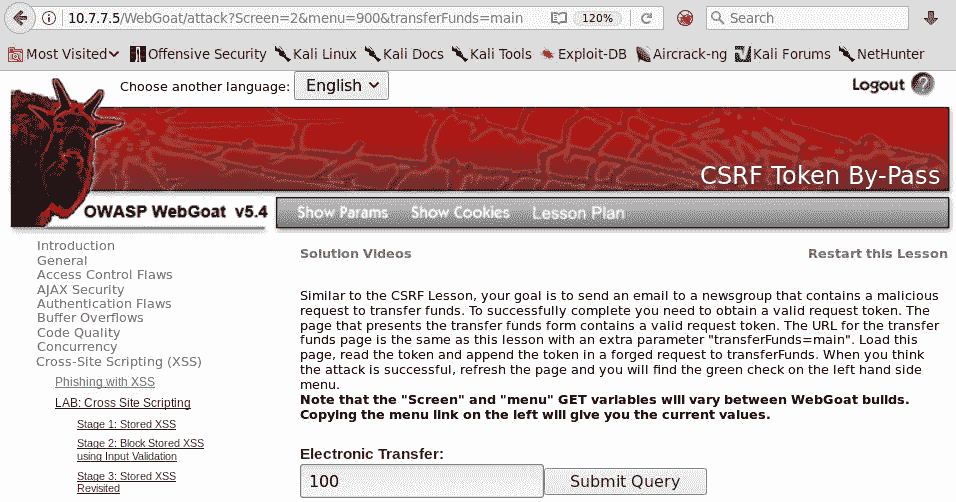 10.7.7.5/WebGoat/attack?Screen=2&menu=900&transferFunds=main 120% Search
Most Visited Offensive Security Kali Linux Kali Docs Kali Tools Exploit-DB Aircrack-ng Kali Forums NetHunter
Choose another language: English Logout ?
CSRF Token By-Pass
OWASP WebGoat v5.4 Show Params Show Cookies Lesson Plan
Introduction
General
Access Control Flaws
AJAX Security
Authentication Flaws
Buffer Overflows
Code Quality
Concurrency
Cross-Site Scripting (XSS)
Phishing with XSS
LAB: Cross Site Scripting
Stage 1: Stored XSS
Stage 2: Block Stored XSS
using Input Validation
Stage 3: Stored XSS
Revisited
Solution Videos Restart this Lesson
Similar to the CSRF Lesson, your goal is to send an email to a newsgroup that contains a malicious
request to transfer funds. To successfully complete you need to obtain a valid request token. The
page that presents the transfer funds form contains a valid request token. The URL for the transfer
funds page is the same as this lesson with an extra parameter "transferFunds=main". Load this
page, read the token and append the token in a forged request to transferFunds. When you think
the attack is successful, refresh the page and you will find the green check on the left hand side
menu.
Note that the "Screen" and "menu" GET variables will vary between WebGoat builds.
Copying the menu link on the left will give you the current values.
Electronic Transfer:
100 Submit Query